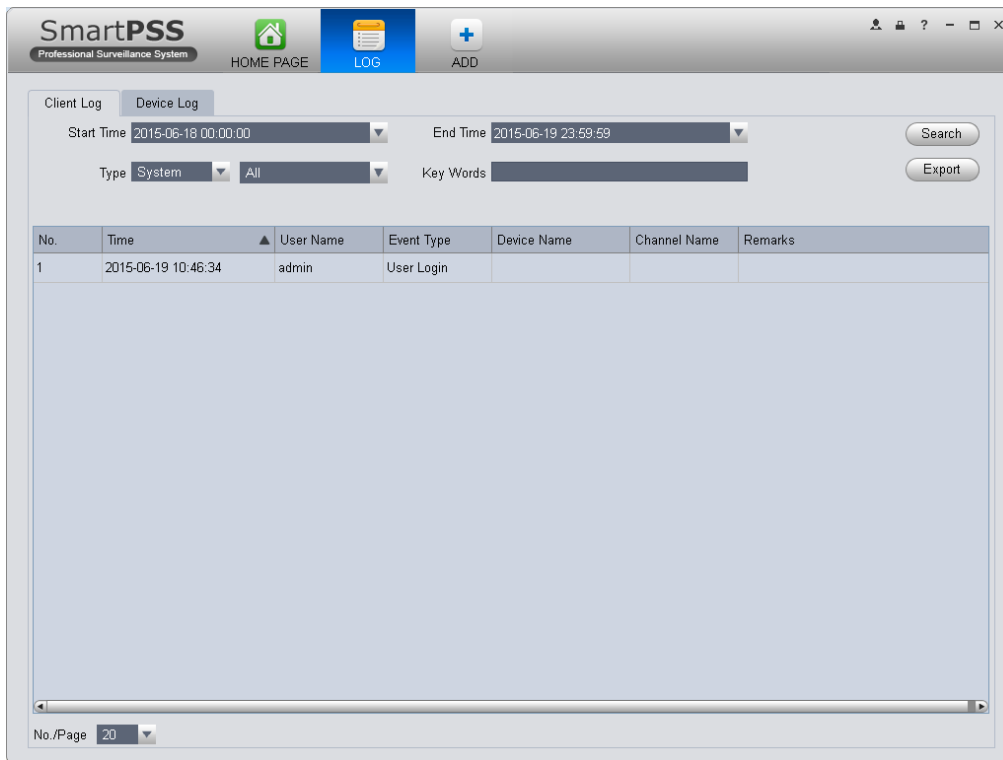 SmartPSS
Professional Surveillance System
HOME PAGE
LOG
ADD
?
Client Log
Device Log
Start Time 2015-06-18 00:00:00 End Time 2015-06-19 23:59:59 Search
Type System All Key Words Export
No. Time User Name Event Type Device Name Channel Name Remarks
1 2015-06-19 10:46:34 admin User Login
No./Page 20